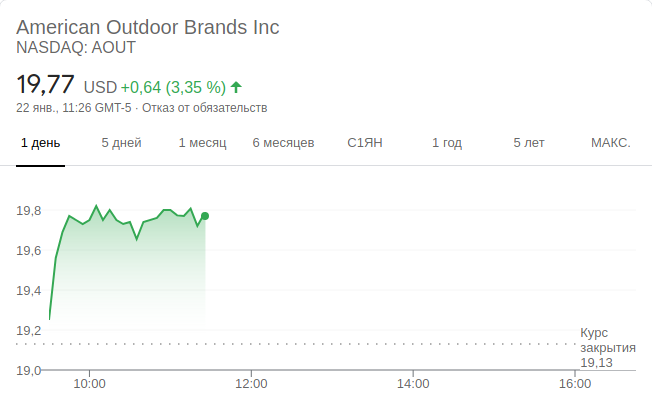 American Outdoor Brands Inc
NASDAQ: AOUT
19,77 USD +0,64 (3,35 %)
22 янв., 11:26 GMT-5 · Отказ от обязательств
1 день 5 дней 1 месяц 6 месяцев С1ЯН 1 год 5 лет МАКС.
19,8
19,6
19,4
19,2
19,0
Курс
закрытия
19,13
10:00 12:00 14:00 16:00